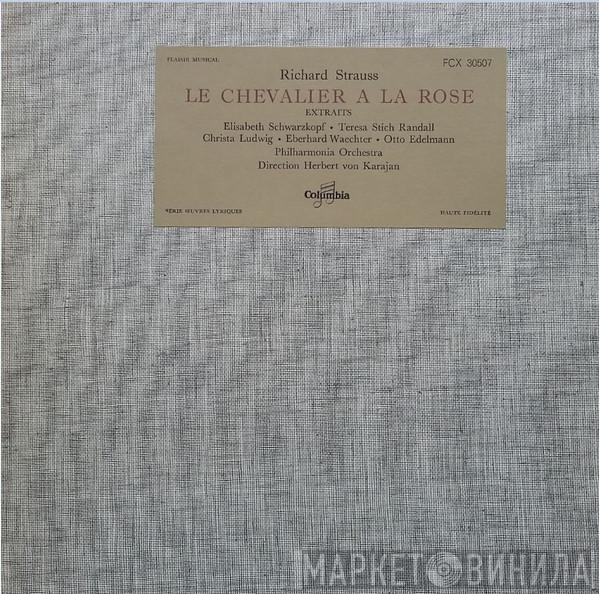 PLAISIR MUSICAL
FCX 30507
Richard Strauss
LE CHEVALIER A LA ROSE
EXTRAITS
Elisabeth Schwarzkopf • Teresa Stich Randall
Christa Ludwig • Eberhard Waechter • Otto Edelmann
Philharmonia Orchestra
Direction Herbert von Karajan
Columbia
SÉRIE ŒUVRES LYRIQUES
HAUTE FIDÉLITÉ
МАРКЕТ ВИНИЛА